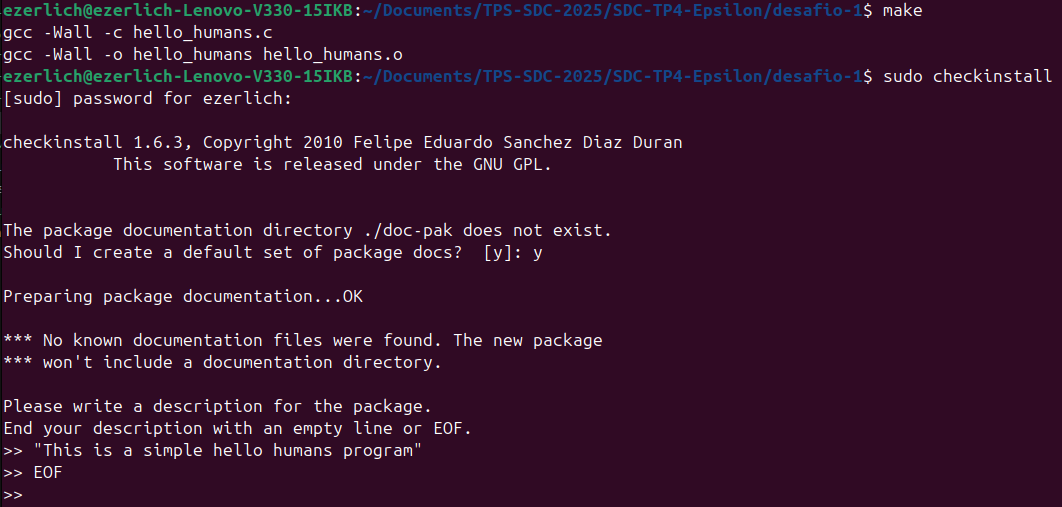 ezerlich@ezerlich-Lenovo-V330-15IKB:~/Documents/TPS-SDC-2025/SDC-TP4-Epsilon/desafio-1$ make
gcc -Wall -c hello_humans.c
gcc -Wall -o hello_humans hello_humans.o
ezerlich@ezerlich-Lenovo-V330-15IKB:~/Documents/TPS-SDC-2025/SDC-TP4-Epsilon/desafio-1$ sudo checkinstall
[sudo] password for ezerlich:
checkinstall 1.6.3, Copyright 2010 Felipe Eduardo Sanchez Diaz Duran
This software is released under the GNU GPL.
The package documentation directory ./doc-pak does not exist.
Should I create a default set of package docs?  [y]: y
Preparing package documentation...OK
*** No known documentation files were found. The new package
*** won't include a documentation directory.
Please write a description for the package.
End your description with an empty line or EOF.
>> "This is a simple hello humans program"
>> EOF
>>